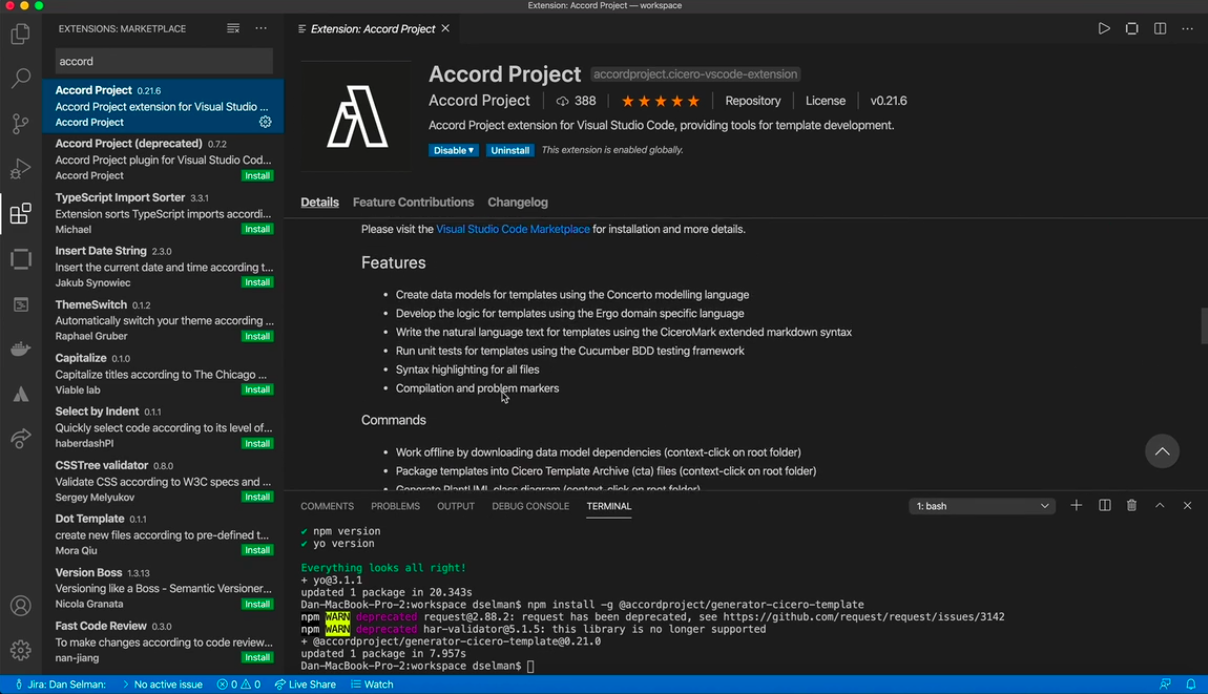 Extension: Accord Project — workspace
EXTENSIONS: MARKETPLACE
accord
Accord Project 0.21.6
Accord Project extension for Visual Studio ...
Accord Project
Accord Project (deprecated) 0.7.2
Accord Project plugin for Visual Studio Cod...
Accord Project Install
TypeScript Import Sorter 3.3.1
Extension sorts TypeScript imports accordi...
Michael Install
Insert Date String 2.3.0
Insert the current date and time according t...
Jakub Synowiec Install
ThemeSwitch 0.1.2
Automatically switch your theme according ...
Raphael Gruber Install
Capitalize 0.1.0
Capitalize titles according to The Chicago ...
Viable lab Install
Select by Indent 0.1.1
Quickly select code according to its level of...
haberdashPI Install
CSSTree validator 0.8.0
Validate CSS according to W3C specs and ...
Sergey Melyukov Install
Dot Template 0.1.1
create new files according to pre-defined t...
Mora Qiu Install
Version Boss 1.3.13
Versioning like a Boss - Semantic Versioner...
Nicola Granata Install
Fast Code Review 0.3.0
To make changes according to code review...
nan-jiang Install
Extension: Accord Project
Accord Project accordproject.cicero-vscode-extension
Accord Project 388 Repository License v0.21.6
Accord Project extension for Visual Studio Code, providing tools for template development.
Disable Uninstall This extension is enabled globally.
Details Feature Contributions Changelog
Please visit the Visual Studio Code Marketplace for installation and more details.
Features
• Create data models for templates using the Concerto modelling language
• Develop the logic for templates using the Ergo domain specific language
• Write the natural language text for templates using the CiceroMark extended markdown syntax
• Run unit tests for templates using the Cucumber BDD testing framework
• Syntax highlighting for all files
• Compilation and problem markers
Commands
• Work offline by downloading data model dependencies (context-click on root folder)
• Package templates into Cicero Template Archive (cta) files (context-click on root folder)
• Generate PlantUML class diagram (context-click on root folder)
COMMENTS PROBLEMS OUTPUT DEBUG CONSOLE TERMINAL 1: bash
✔ npm version
✔ yo version
Everything looks all right!
+ yo@3.1.1
updated 1 package in 20.343s
Dan-MacBook-Pro-2:workspace dselman$ npm install -g @accordproject/generator-cicero-template
npm WARN deprecated request@2.88.2: request has been deprecated, see https://github.com/request/request/issues/3142
npm WARN deprecated har-validator@5.1.5: this library is no longer supported
+ @accordproject/generator-cicero-template@0.21.0
updated 1 package in 7.957s
Dan-MacBook-Pro-2:workspace dselman$
Jira: Dan Selman: No active issue 0 0 Live Share Watch